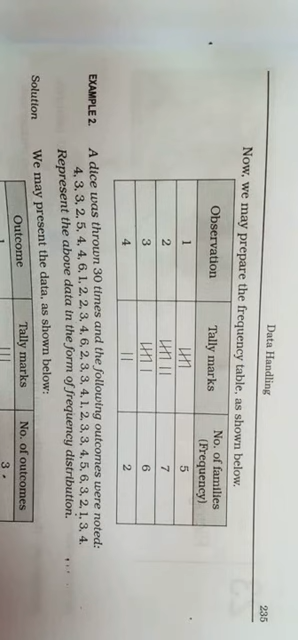 Data Handling 235
Now, we may prepare the frequency table, as shown below.
Observation Tally marks No. of families (Frequency)
1 𝍸 5
2 𝍸 || 7
3 𝍸 | 6
4 || 2
EXAMPLE 2. A dice was thrown 30 times and the following outcomes were noted:
4, 3, 3, 2, 5, 4, 4, 6, 1, 2, 2, 3, 4, 6, 2, 3, 3, 4, 1, 2, 3, 3, 4, 5, 6, 3, 2, 1, 3, 4.
Represent the above data in the form of frequency distribution.
Solution We may present the data, as shown below:
Outcome Tally marks No. of outcomes
1 ||| 3